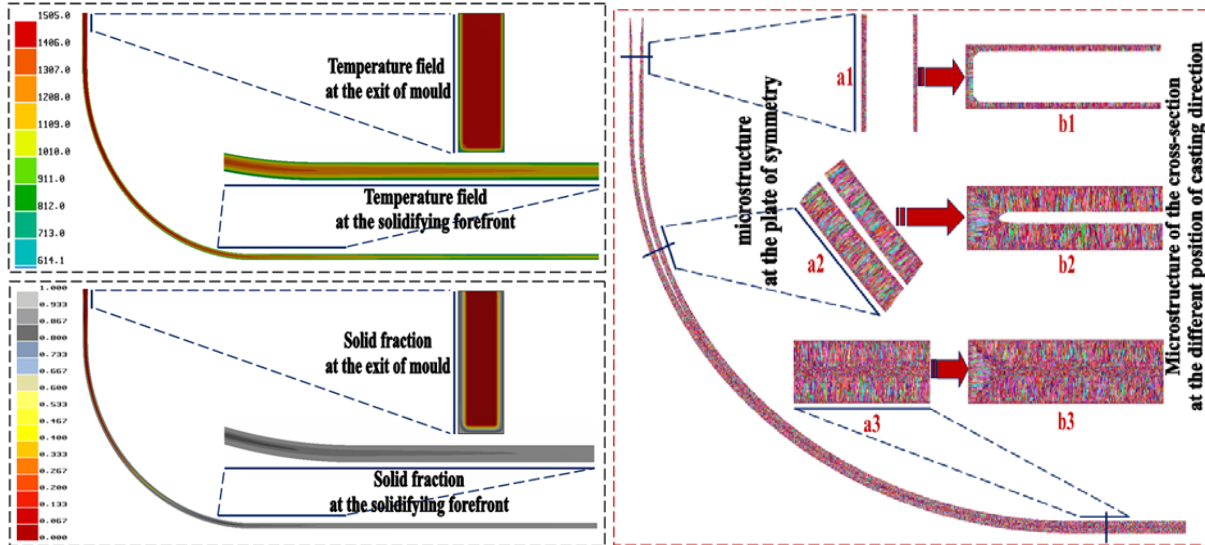 1505.0
1406.0
1307.0
1208.0
1109.0
1010.0
911.0
812.0
713.0
614.1
Temperature field
at the exit of mould
Temperature field
at the solidifying forefront
1.000
0.933
0.867
0.800
0.733
0.667
0.600
0.533
0.467
0.400
0.333
0.267
0.200
0.133
0.067
0.000
Solid fraction
at the exit of mould
Solid fraction
at the solidifyiing forefront
microstructure
at the plate of symmetry
a1
b1
a2
b2
a3
b3
Microstructure of the cross-section
at the different position of casting direction